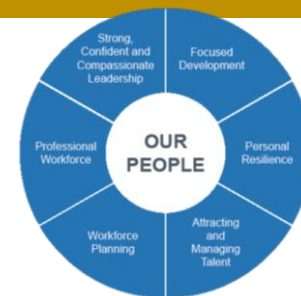 Strong,
Confident and
Compassionate
Leadership
Focused
Development
Professional
Workforce
OUR
PEOPLE
Personal
Resilience
Workforce
Planning
Attracting
and
Managing
Talent